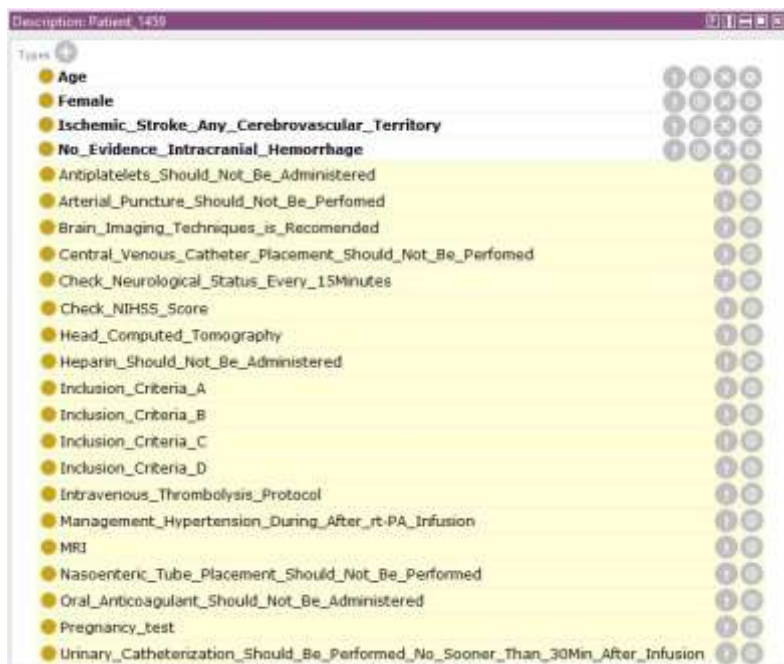 Description: Patient_1459
Types
Age
Female
Ischemic_Stroke_Any_Cerebrovascular_Territory
No_Evidence_Intracranial_Hemorrhage
Antiplatelets_Should_Not_Be_Administered
Arterial_Puncture_Should_Not_Be_Perfomed
Brain_Imaging_Techniques_is_Recomended
Central_Venous_Catheter_Placement_Should_Not_Be_Perfomed
Check_Neurological_Status_Every_15Minutes
Check_NIHSS_Score
Head_Computed_Tomography
Heparin_Should_Not_Be_Administered
Inclusion_Criteria_A
Inclusion_Criteria_B
Inclusion_Criteria_C
Inclusion_Criteria_D
Intravenous_Thrombolysis_Protocol
Management_Hypertension_During_After_rt-PA_Infusion
MRI
Nasoenteric_Tube_Placement_Should_Not_Be_Performed
Oral_Anticoagulant_Should_Not_Be_Administered
Pregnancy_test
Urinary_Catheterization_Should_Be_Performed_No_Sooner_Than_30Min_After_Infusion